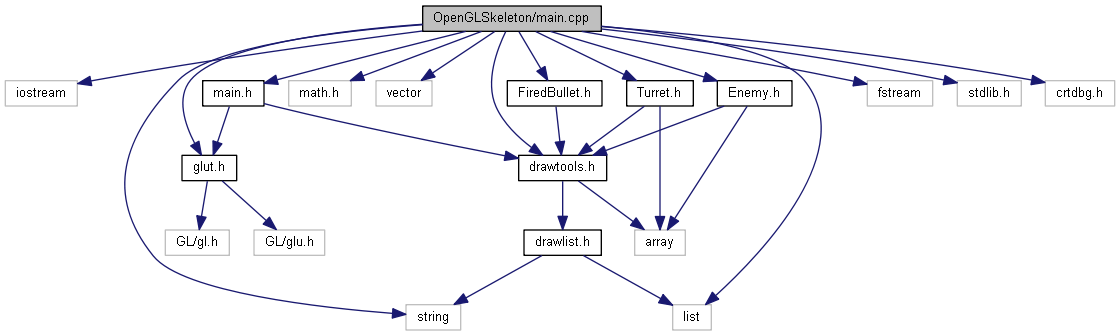 OpenGLSkeleton/main.cpp
iostream
main.h
math.h
vector
FiredBullet.h
Turret.h
Enemy.h
fstream
stdlib.h
crtdbg.h
glut.h
drawtools.h
GL/gl.h
GL/glu.h
drawlist.h
array
string
list